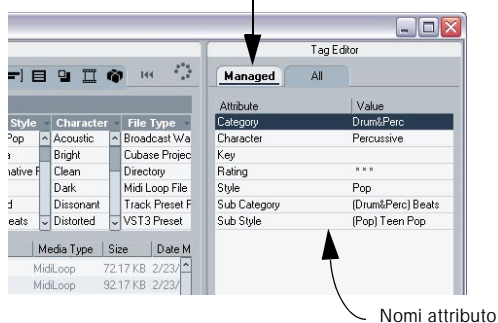 Tag Editor
Managed All
Attribute Value
Category Drum&Perc
Character Percussive
Key
Rating ***
Style Pop
Sub Category (Drum&Perc) Beats
Sub Style (Pop) Teen Pop
Style Character File Type
Pop Acoustic Broadcast Wa
Bright Cubase Projec
Clean Directory
Dark Midi Loop File
Dissonant Track Preset F
Distorted VST3 Preset
Media Type Size Date M
MidiLoop 72.17 KB 2/23/
MidiLoop 92.17 KB 2/23/
Nomi attributo